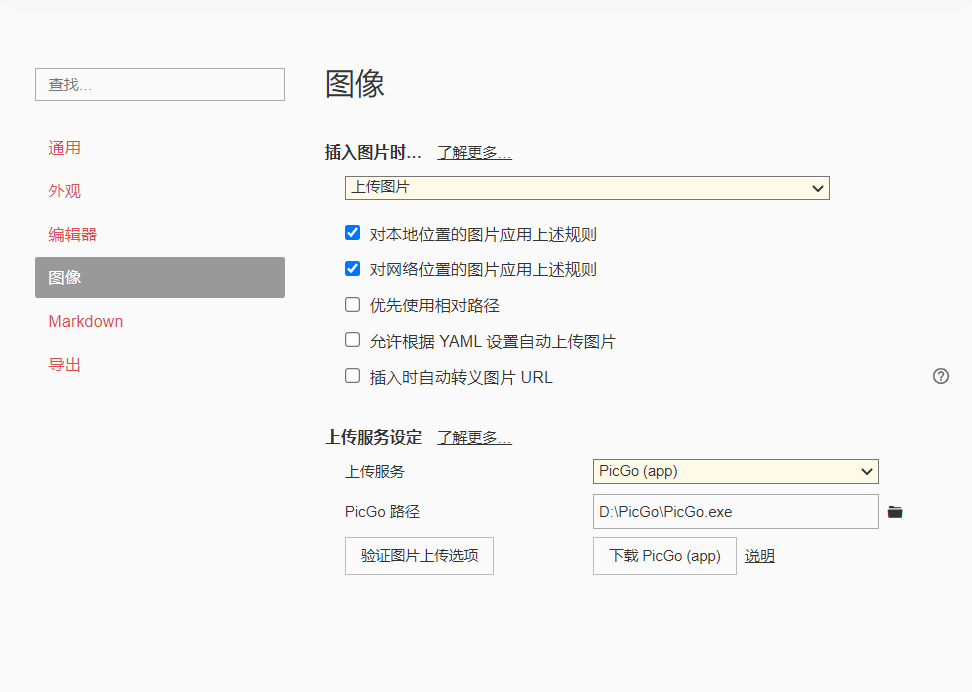 图像
查找...
插入图片时... 了解更多...
通用
上传图片
外观
对本地位置的图片应用上述规则
编辑器
对网络位置的图片应用上述规则
图像
优先使用相对路径
Markdown
允许根据 YAML 设置自动上传图片
导出
插入时自动转义图片 URL
上传服务设定 了解更多...
上传服务 PicGo (app)
PicGo 路径 D:\PicGo\PicGo.exe
验证图片上传选项 下载 PicGo (app) 说明